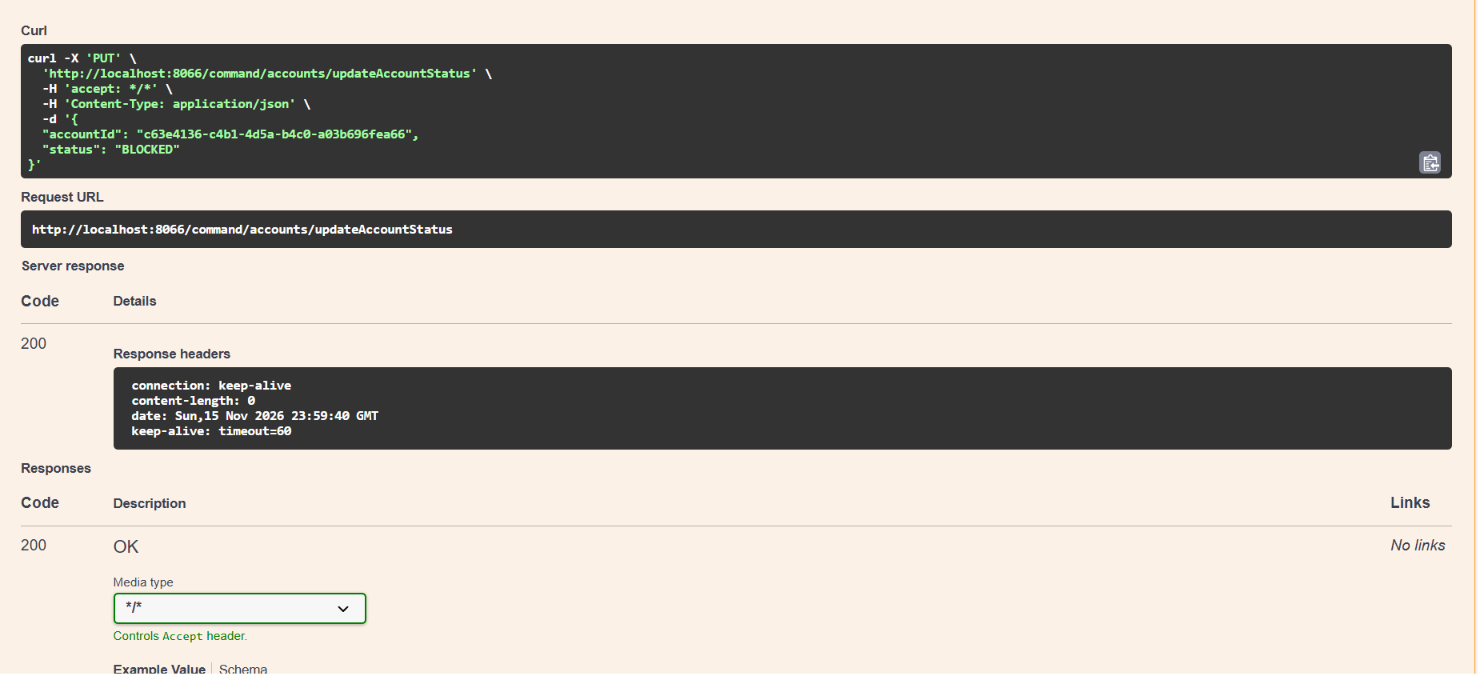 Curl
curl -X 'PUT' \
'http://localhost:8066/command/accounts/updateAccountStatus' \
-H 'accept: */*' \
-H 'Content-Type: application/json' \
-d '{
"accountId": "c63e4136-c4b1-4d5a-b4c0-a03b696fea66",
"status": "BLOCKED"
}'
Request URL
http://localhost:8066/command/accounts/updateAccountStatus
Server response
Code Details
200
Response headers
connection: keep-alive
content-length: 0
date: Sun,15 Nov 2026 23:59:40 GMT
keep-alive: timeout=60
Responses
Code Description Links
200 OK No links
Media type
*/*
Controls Accept header.
Example Value Schema